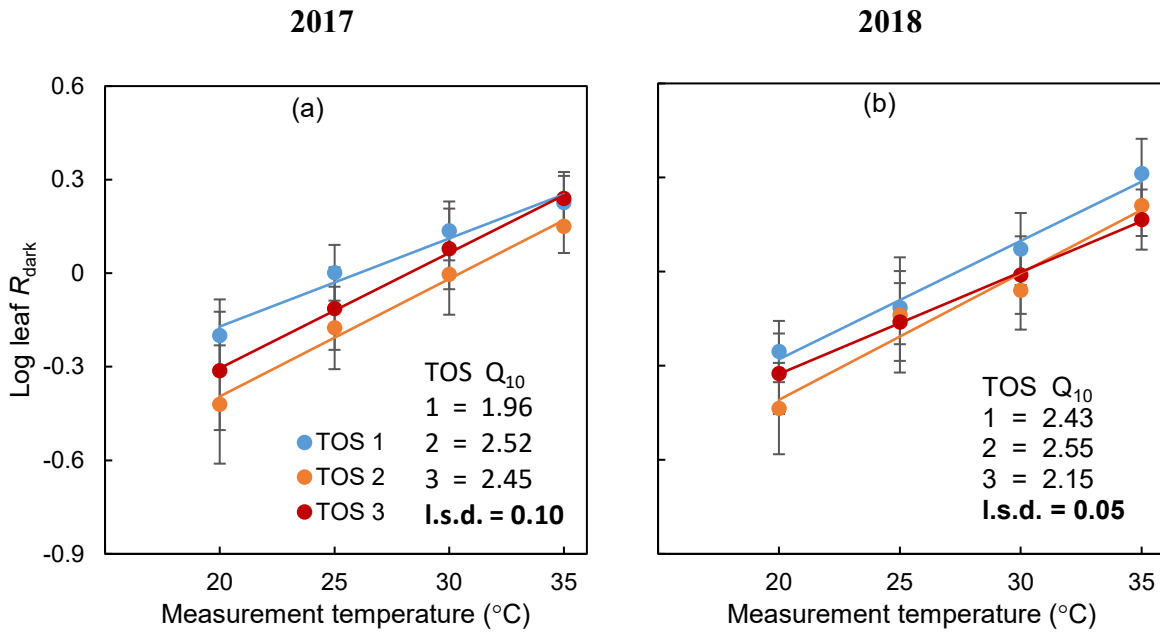 2017
2018
(a)
(b)
0.6
0.3
0
-0.3
-0.6
-0.9
Log leaf R_dark
TOS 1
TOS 2
TOS 3
TOS Q10
1 = 1.96
2 = 2.52
3 = 2.45
l.s.d. = 0.10
TOS Q10
1 = 2.43
2 = 2.55
3 = 2.15
l.s.d. = 0.05
20 25 30 35
20 25 30 35
Measurement temperature (°C)
Measurement temperature (°C)